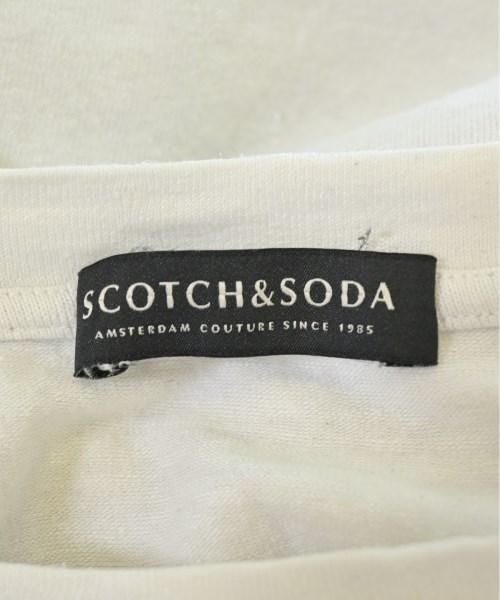 SCOTCH&SODA
AMSTERDAM COUTURE SINCE 1985